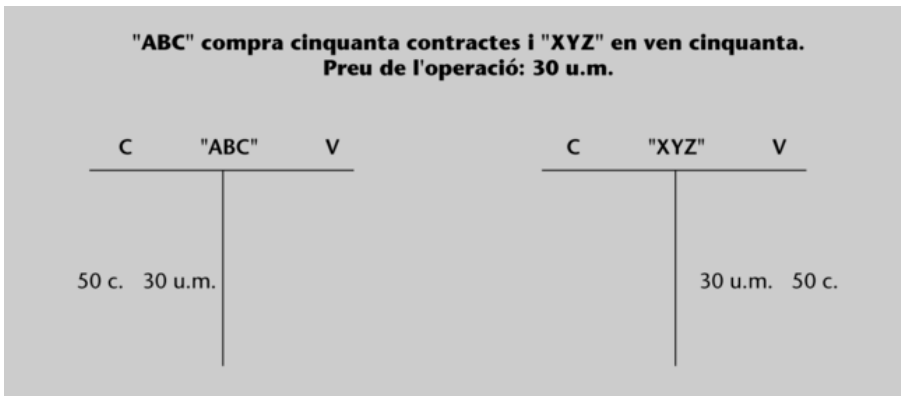 "ABC" compra cinquanta contractes i "XYZ" en ven cinquanta.
Preu de l'operació: 30 u.m.
C "ABC" V
50 c. 30 u.m.
C "XYZ" V
30 u.m. 50 c.